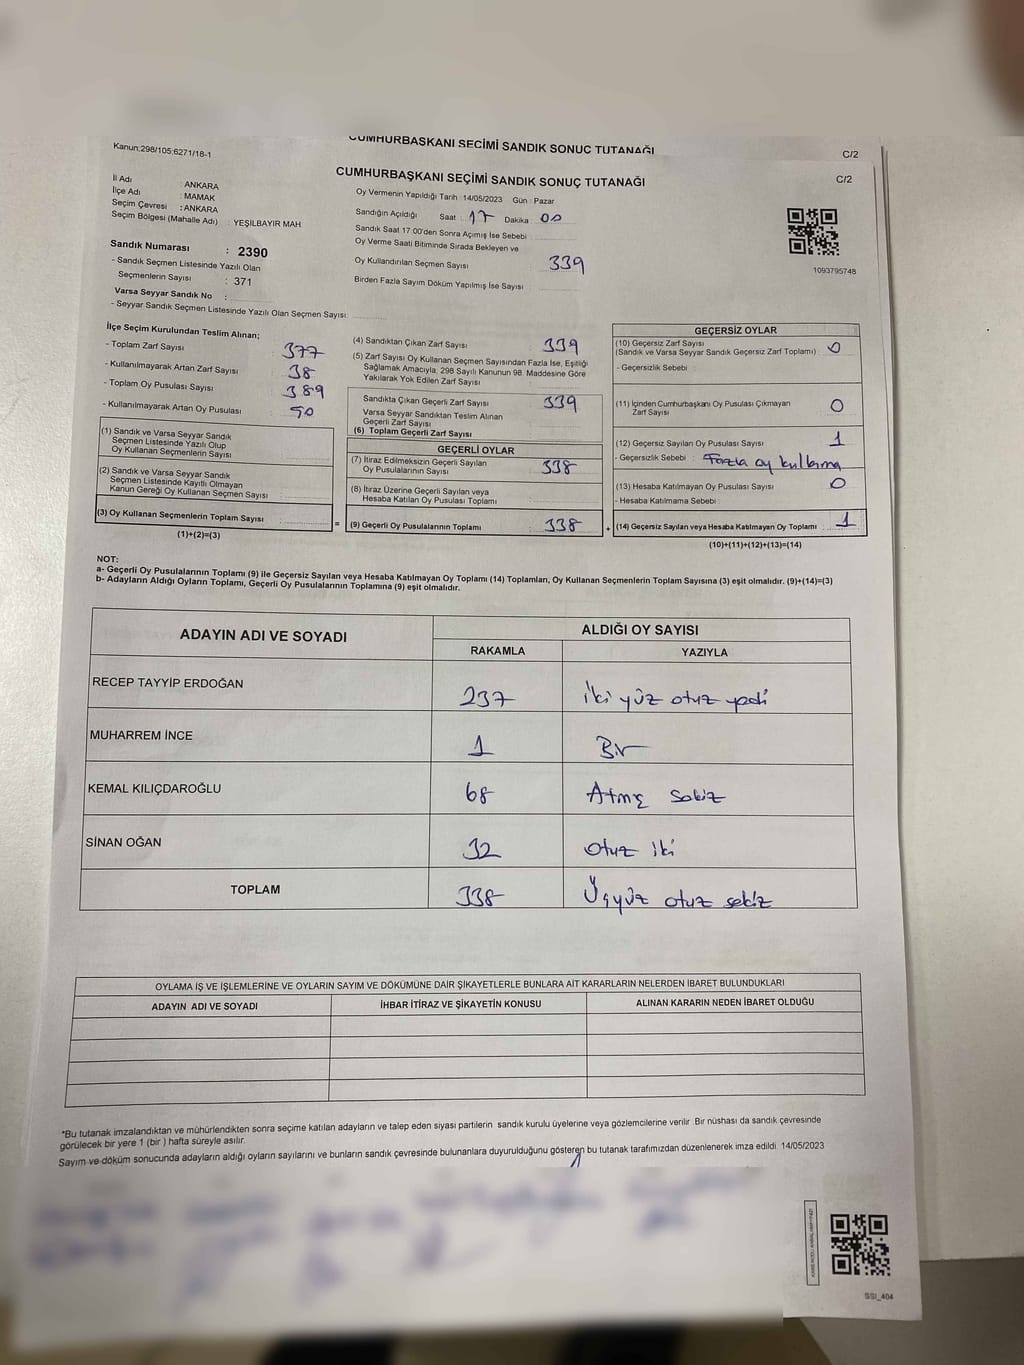 CUMHURBAŞKANI SEÇİMİ SANDIK SONUÇ TUTANAĞI
Kanun:298/105;6271/18-1
C/2
CUMHURBAŞKANI SEÇİMİ SANDIK SONUÇ TUTANAĞI
C/2
İl Adı : ANKARA
İlçe Adı : MAMAK
Seçim Çevresi : ANKARA
Seçim Bölgesi (Mahalle Adı) : YEŞİLBAYIR MAH
Sandık Numarası : 2390
- Sandık Seçmen Listesinde Yazılı Olan
Seçmenlerin Sayısı : 371
Varsa Seyyar Sandık No :
- Seyyar Sandık Seçmen Listesinde Yazılı Olan Seçmen Sayısı:
Oy Vermenin Yapıldığı Tarih 14/05/2023 Gün : Pazar
Sandığın Açıldığı Saat : 17 Dakika : 00
Sandık Saat 17.00'den Sonra Açımış İse Sebebi :
Oy Verme Saati Bitiminde Sırada Bekleyen ve
Oy Kullandırılan Seçmen Sayısı 339
Birden Fazla Sayım Döküm Yapılmış İse Sayısı :
1093795748
İlçe Seçim Kurulundan Teslim Alınan;
- Toplam Zarf Sayısı : 377
- Kullanılmayarak Artan Zarf Sayısı : 38
- Toplam Oy Pusulası Sayısı : 389
- Kullanılmayarak Artan Oy Pusulası : 50
(1) Sandık ve Varsa Seyyar Sandık
Seçmen Listesinde Yazılı Olup
Oy Kullanan Seçmenlerin Sayısı :
(2) Sandık ve Varsa Seyyar Sandık
Seçmen Listesinde Kayıtlı Olmayan
Kanun Gereği Oy Kullanan Seçmen Sayısı :
(3) Oy Kullanan Seçmenlerin Toplam Sayısı :
(1)+(2)=(3)
(4) Sandıktan Çıkan Zarf Sayısı : 339
(5) Zarf Sayısı Oy Kullanan Seçmen Sayısından Fazla İse, Eşitliği
Sağlamak Amacıyla, 298 Sayılı Kanunun 98. Maddesine Göre
Yakılarak Yok Edilen Zarf Sayısı :
Sandıkta Çıkan Geçerli Zarf Sayısı : 339
Varsa Seyyar Sandıktan Teslim Alınan
Geçerli Zarf Sayısı :
(6) Toplam Geçerli Zarf Sayısı
GEÇERLİ OYLAR
(7) İtiraz Edilmeksizin Geçerli Sayılan
Oy Pusulalarının Sayısı : 338
(8) İtiraz Üzerine Geçerli Sayılan veya
Hesaba Katılan Oy Pusulası Toplamı :
= (9) Geçerli Oy Pusulalarının Toplamı : 338
GEÇERSİZ OYLAR
(10) Geçersiz Zarf Sayısı
(Sandık ve Varsa Seyyar Sandık Geçersiz Zarf Toplamı) : 0
- Geçersizlik Sebebi :
(11) İçinden Cumhurbaşkanı Oy Pusulası Çıkmayan
Zarf Sayısı : 0
(12) Geçersiz Sayılan Oy Pusulası Sayısı : 1
- Geçersizlik Sebebi : Fazla oy kullanma
(13) Hesaba Katılmayan Oy Pusulası Sayısı : 0
- Hesaba Katılmama Sebebi :
+ (14) Geçersiz Sayılan veya Hesaba Katılmayan Oy Toplamı : 1
(10)+(11)+(12)+(13)=(14)
NOT:
a- Geçerli Oy Pusulalarının Toplamı (9) ile Geçersiz Sayılan veya Hesaba Katılmayan Oy Toplamı (14) Toplamları, Oy Kullanan Seçmenlerin Toplam Sayısına (3) eşit olmalıdır. (9)+(14)=(3)
b- Adayların Aldığı Oyların Toplamı, Geçerli Oy Pusulalarının Toplamına (9) eşit olmalıdır.
ADAYIN ADI VE SOYADI
ALDIĞI OY SAYISI
RAKAMLA YAZIYLA
RECEP TAYYİP ERDOĞAN 237 iki yüz otuz yedi
MUHARREM İNCE 1 Bir
KEMAL KILIÇDAROĞLU 68 Atmış Sekiz
SİNAN OĞAN 32 Otuz iki
TOPLAM 338 Üçyüz otuz sekiz
OYLAMA İŞ VE İŞLEMLERİNE VE OYLARIN SAYIM VE DÖKÜMÜNE DAİR ŞİKAYETLERLE BUNLARA AİT KARARLARIN NELERDEN İBARET BULUNDUKLARI
ADAYIN ADI VE SOYADI İHBAR İTİRAZ VE ŞİKAYETİN KONUSU ALINAN KARARIN NEDEN İBARET OLDUĞU
*Bu tutanak imzalandıktan ve mühürlendikten sonra seçime katılan adayların ve talep eden siyasi partilerin sandık kurulu üyelerine veya gözlemcilerine verilir. Bir nüshası da sandık çevresinde
görülecek bir yere 1 (bir ) hafta süreyle asılır.
Sayım ve döküm sonucunda adayların aldığı oyların sayılarını ve bunların sandık çevresinde bulunanlara duyurulduğunu gösteren bu tutanak tarafımızdan düzenlenerek imza edildi. 14/05/2023
SSI_404